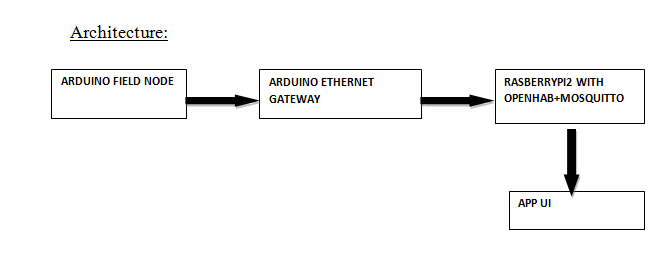 Architecture:
ARDUINO FIELD NODE
ARDUINO ETHERNET
GATEWAY
RASBERRYPI2 WITH
OPENHAB+MOSQUITTO
APP UI